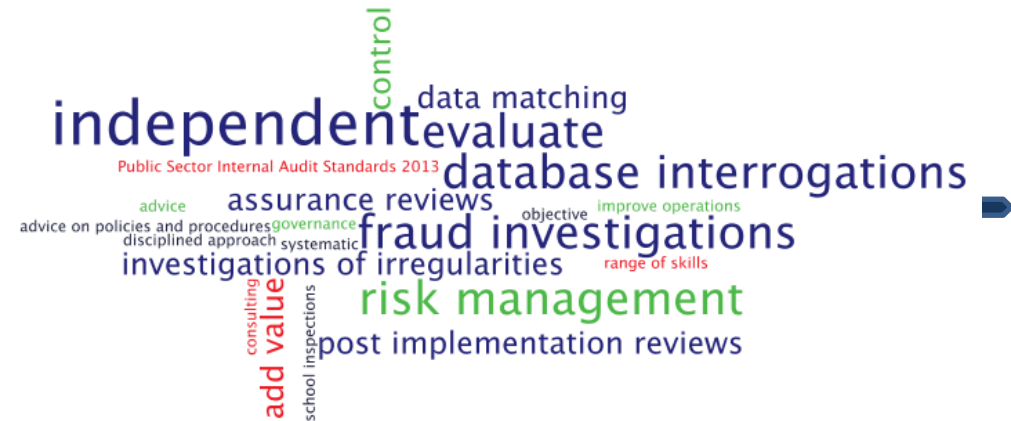 control
data matching
independent
evaluate
Public Sector Internal Audit Standards 2013
database interrogations
assurance reviews
advice
objective
improve operations
advice on policies and procedures
governance
fraud investigations
disciplined approach
systematic
investigations of irregularities
range of skills
consulting
add value
school inspections
risk management
post implementation reviews